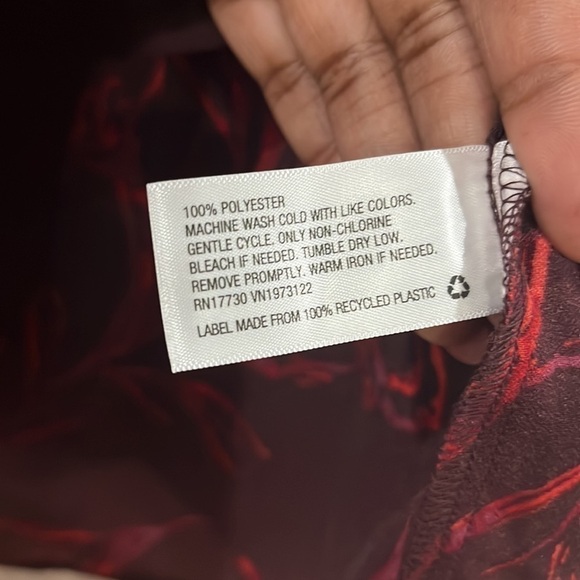 100% POLYESTER
MACHINE WASH COLD WITH LIKE COLORS.
GENTLE CYCLE. ONLY NON-CHLORINE
BLEACH IF NEEDED. TUMBLE DRY LOW.
REMOVE PROMPTLY. WARM IRON IF NEEDED.
RN17730 VN1973122
LABEL MADE FROM 100% RECYCLED PLASTIC